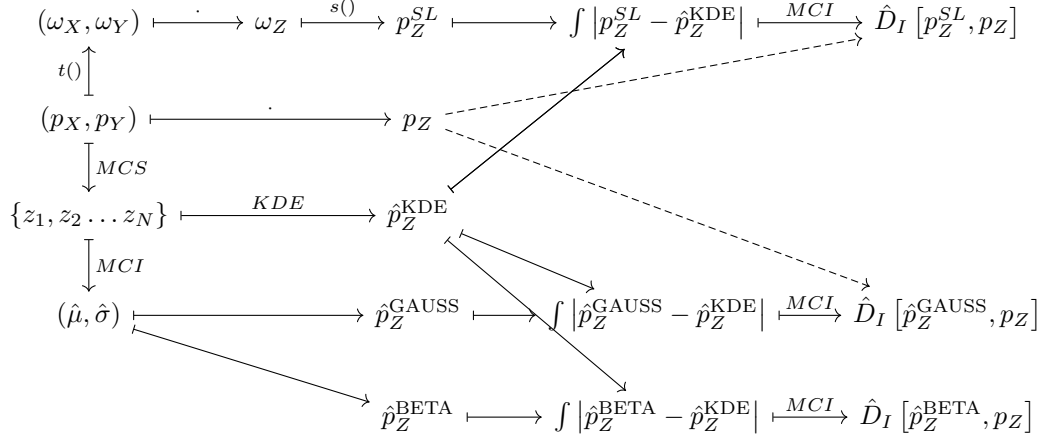 (ω_X, ω_Y) · ω_Z s() p_Z^{SL} ∫ |p_Z^{SL} − p̂_Z^{KDE}| MCI D̂_I [p_Z^{SL}, p_Z]
t()
(p_X, p_Y) · p_Z
MCS
{z_1, z_2 … z_N} KDE p̂_Z^{KDE}
MCI
(μ̂, σ̂) p̂_Z^{GAUSS} ∫ |p̂_Z^{GAUSS} − p̂_Z^{KDE}| MCI D̂_I [p̂_Z^{GAUSS}, p_Z]
p̂_Z^{BETA} ∫ |p̂_Z^{BETA} − p̂_Z^{KDE}| MCI D̂_I [p̂_Z^{BETA}, p_Z]